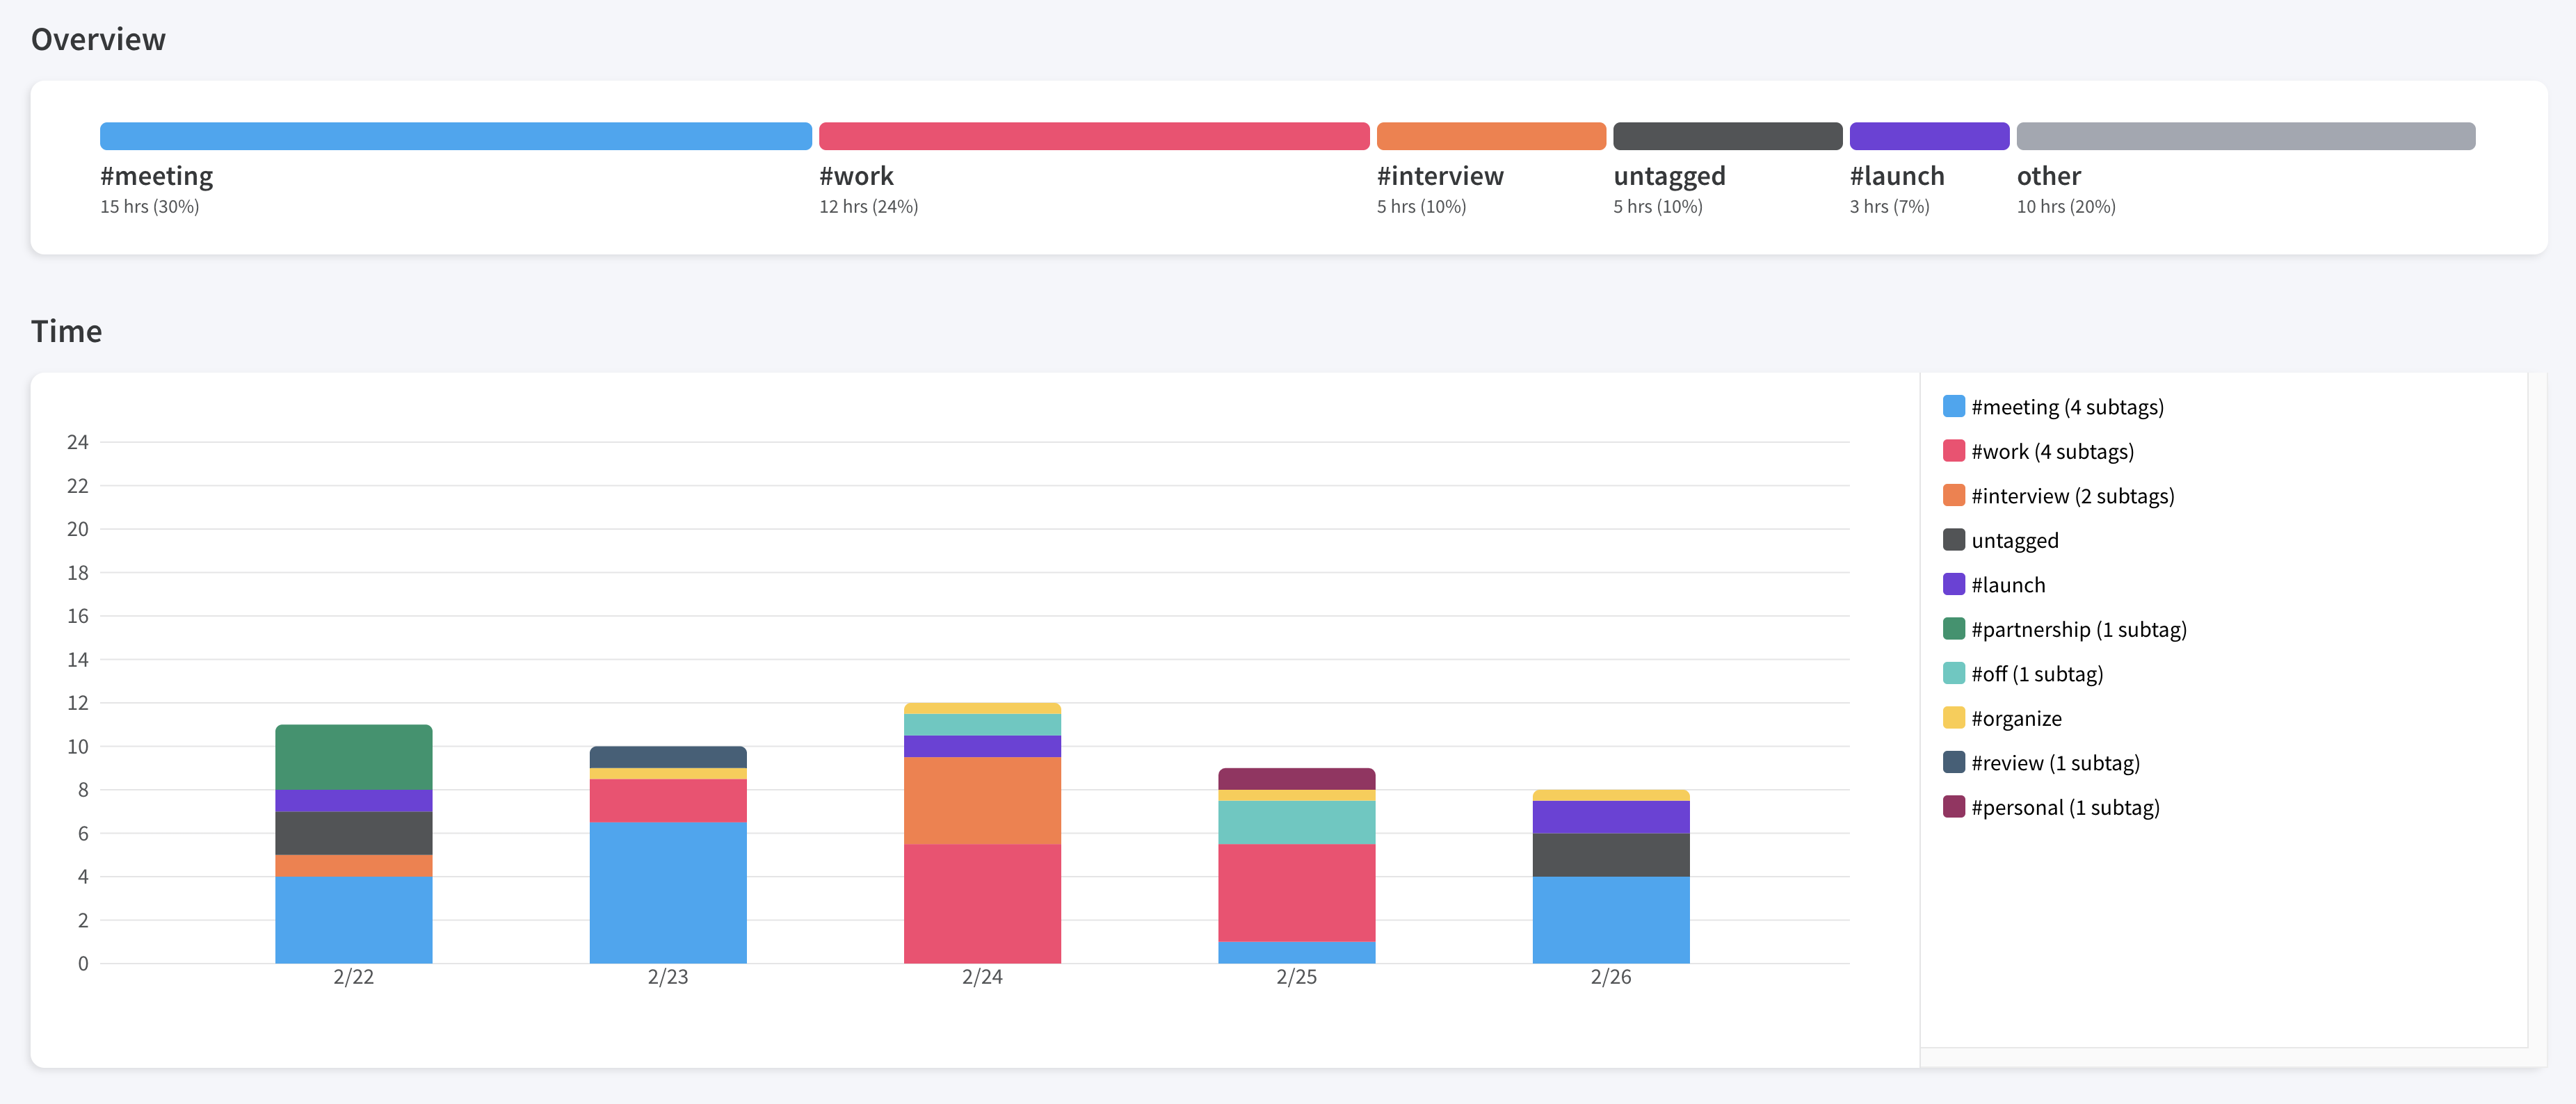 Overview
#meeting
15 hrs (30%)
#work
12 hrs (24%)
#interview
5 hrs (10%)
untagged
5 hrs (10%)
#launch
3 hrs (7%)
other
10 hrs (20%)
Time
24
22
20
18
16
14
12
10
8
6
4
2
0
2/22
2/23
2/24
2/25
2/26
#meeting (4 subtags)
#work (4 subtags)
#interview (2 subtags)
untagged
#launch
#partnership (1 subtag)
#off (1 subtag)
#organize
#review (1 subtag)
#personal (1 subtag)